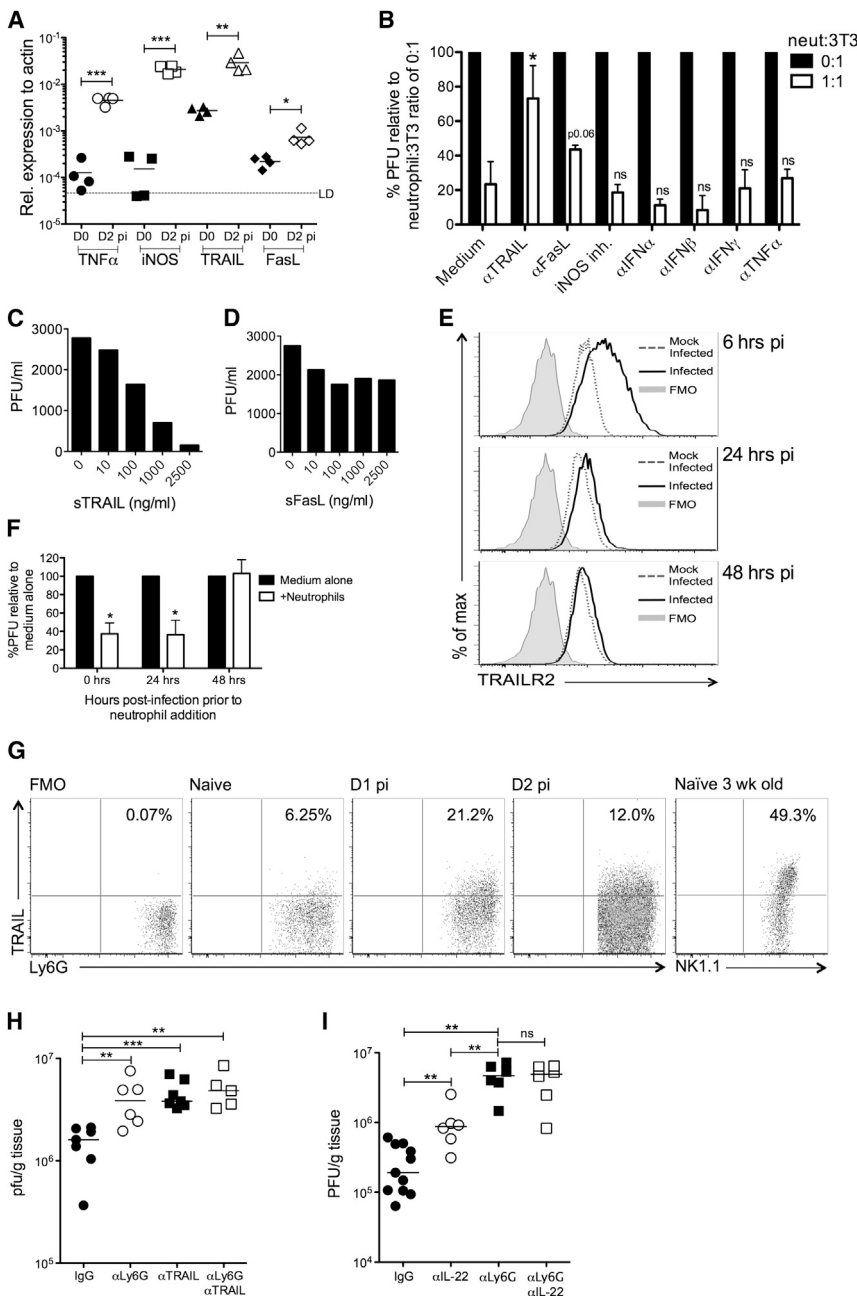 A
Rel. expression to actin
10-1
10-2
10-3
10-4
10-5
***
***
**
*
LD
D0 D2 pi D0 D2 pi D0 D2 pi D0 D2 pi
TNFα iNOS TRAIL FasL
B
neut:3T3
0:1
1:1
% PFU relative to
neutrophil:3T3 ratio of 0:1
100
80
60
40
20
0
*
p0.06
ns
ns
ns
ns
ns
Medium
αTRAIL
αFasL
iNOS inh.
αIFNα
αIFNβ
αIFNγ
αTNFα
C
PFU/ml
3000
2000
1000
0
0 10 100 1000 2500
sTRAIL (ng/ml)
D
PFU/ml
3000
2000
1000
0
0 10 100 1000 2500
sFasL (ng/ml)
E
Mock
Infected
Infected
FMO
6 hrs pi
Mock
Infected
Infected
FMO
24 hrs pi
Mock
Infected
Infected
FMO
48 hrs pi
% of max
TRAILR2
F
%PFU relative to
medium alone
120
100
80
60
40
20
0
Medium alone
+Neutrophils
*
*
0 hrs 24 hrs 48 hrs
Hours post-infection prior to
neutrophil addition
G
FMO Naive D1 pi D2 pi Naïve 3 wk old
0.07% 6.25% 21.2% 12.0% 49.3%
TRAIL
Ly6G NK1.1
H
pfu/g tissue
107
106
105
**
***
**
IgG αLy6G αTRAIL αLy6G
αTRAIL
I
PFU/g tissue
107
106
105
104
** ns
**
**
IgG αIL-22 αLy6G αLy6G
αIL-22